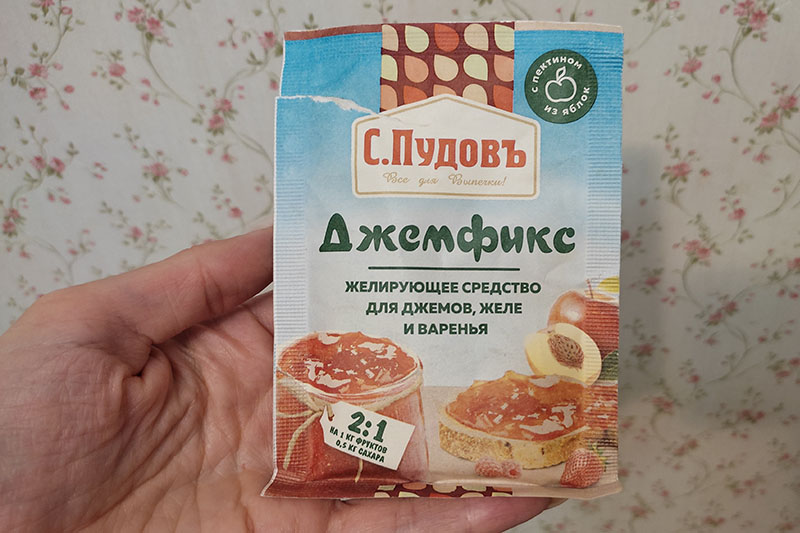 с пектином
из яблок
С.Пудовъ
Все для Выпечки!
Джемфикс
ЖЕЛИРУЮЩЕЕ СРЕДСТВО
ДЛЯ ДЖЕМОВ, ЖЕЛЕ
И ВАРЕНЬЯ
2:1
НА 1 КГ ФРУКТОВ
0,5 КГ САХАРА